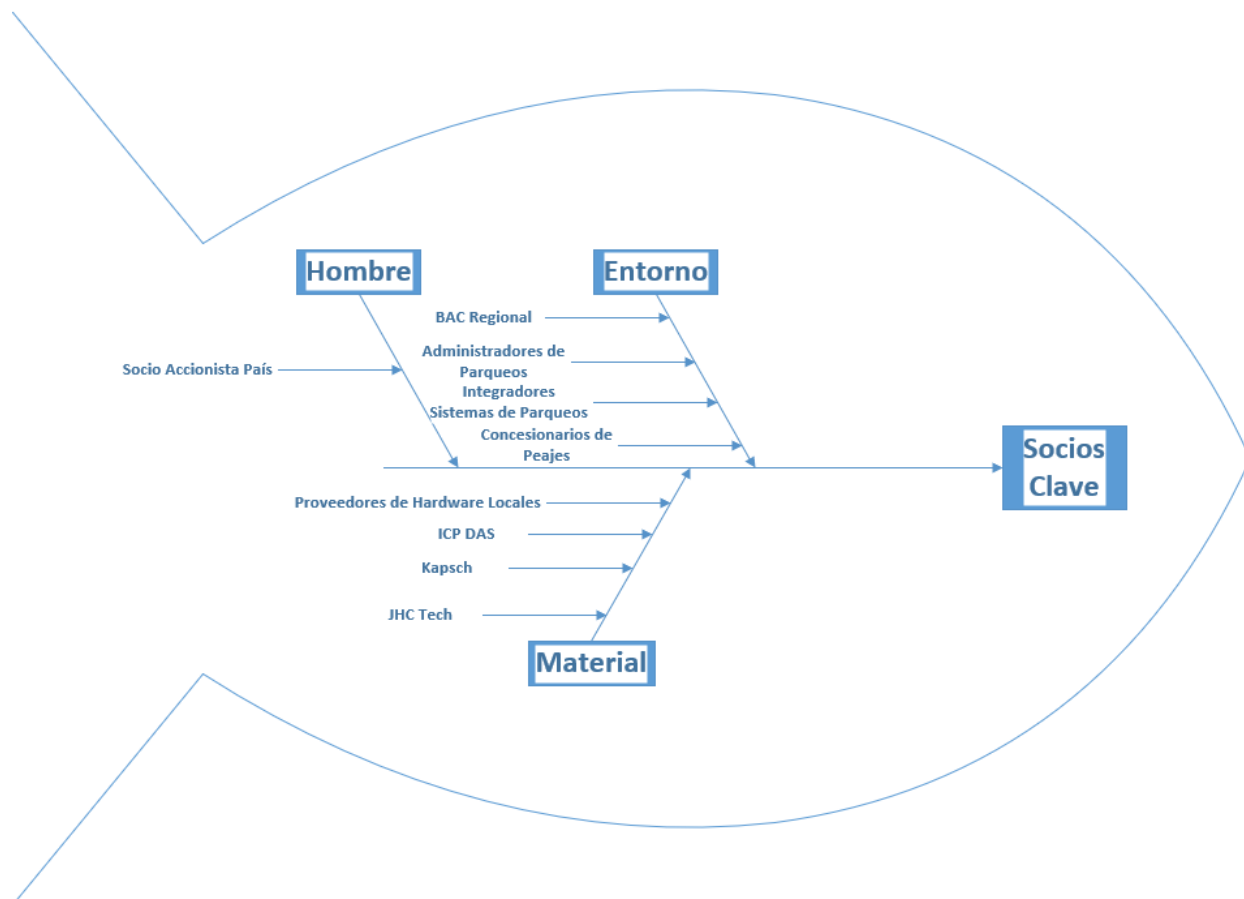 Hombre
Entorno
BAC Regional
Administradores de
Parqueos
Socio Accionista País
Integradores
Sistemas de Parqueos
Concesionarios de
Peajes
Socios
Clave
Proveedores de Hardware Locales
ICP DAS
Kapsch
JHC Tech
Material